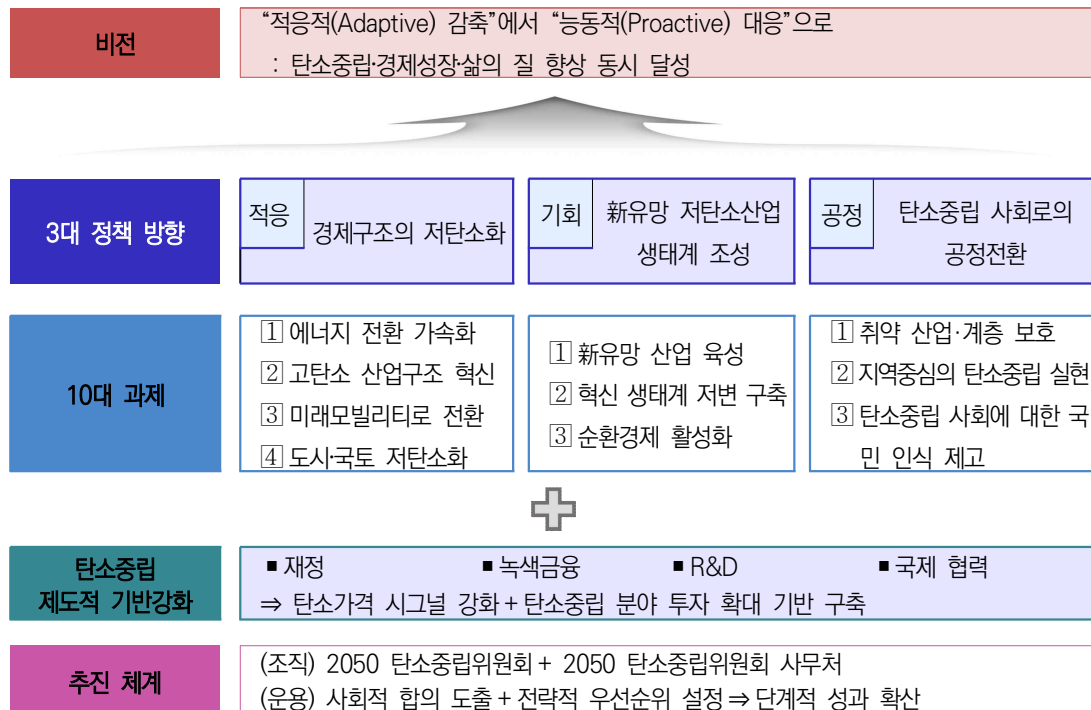 비전
“적응적(Adaptive) 감축”에서 “능동적(Proactive) 대응”으로
: 탄소중립·경제성장·삶의 질 향상 동시 달성
3대 정책 방향
적응
경제구조의 저탄소화
기회
新유망 저탄소산업
생태계 조성
공정
탄소중립 사회로의
공정전환
10대 과제
1 에너지 전환 가속화
2 고탄소 산업구조 혁신
3 미래모빌리티로 전환
4 도시·국토 저탄소화
1 新유망 산업 육성
2 혁신 생태계 저변 구축
3 순환경제 활성화
1 취약 산업·계층 보호
2 지역중심의 탄소중립 실현
3 탄소중립 사회에 대한 국
민 인식 제고
탄소중립
제도적 기반강화
▪ 재정 ▪ 녹색금융 ▪ R&D ▪ 국제 협력
⇒ 탄소가격 시그널 강화 + 탄소중립 분야 투자 확대 기반 구축
추진 체계
(조직) 2050 탄소중립위원회 + 2050 탄소중립위원회 사무처
(운용) 사회적 합의 도출 + 전략적 우선순위 설정 ⇒ 단계적 성과 확산